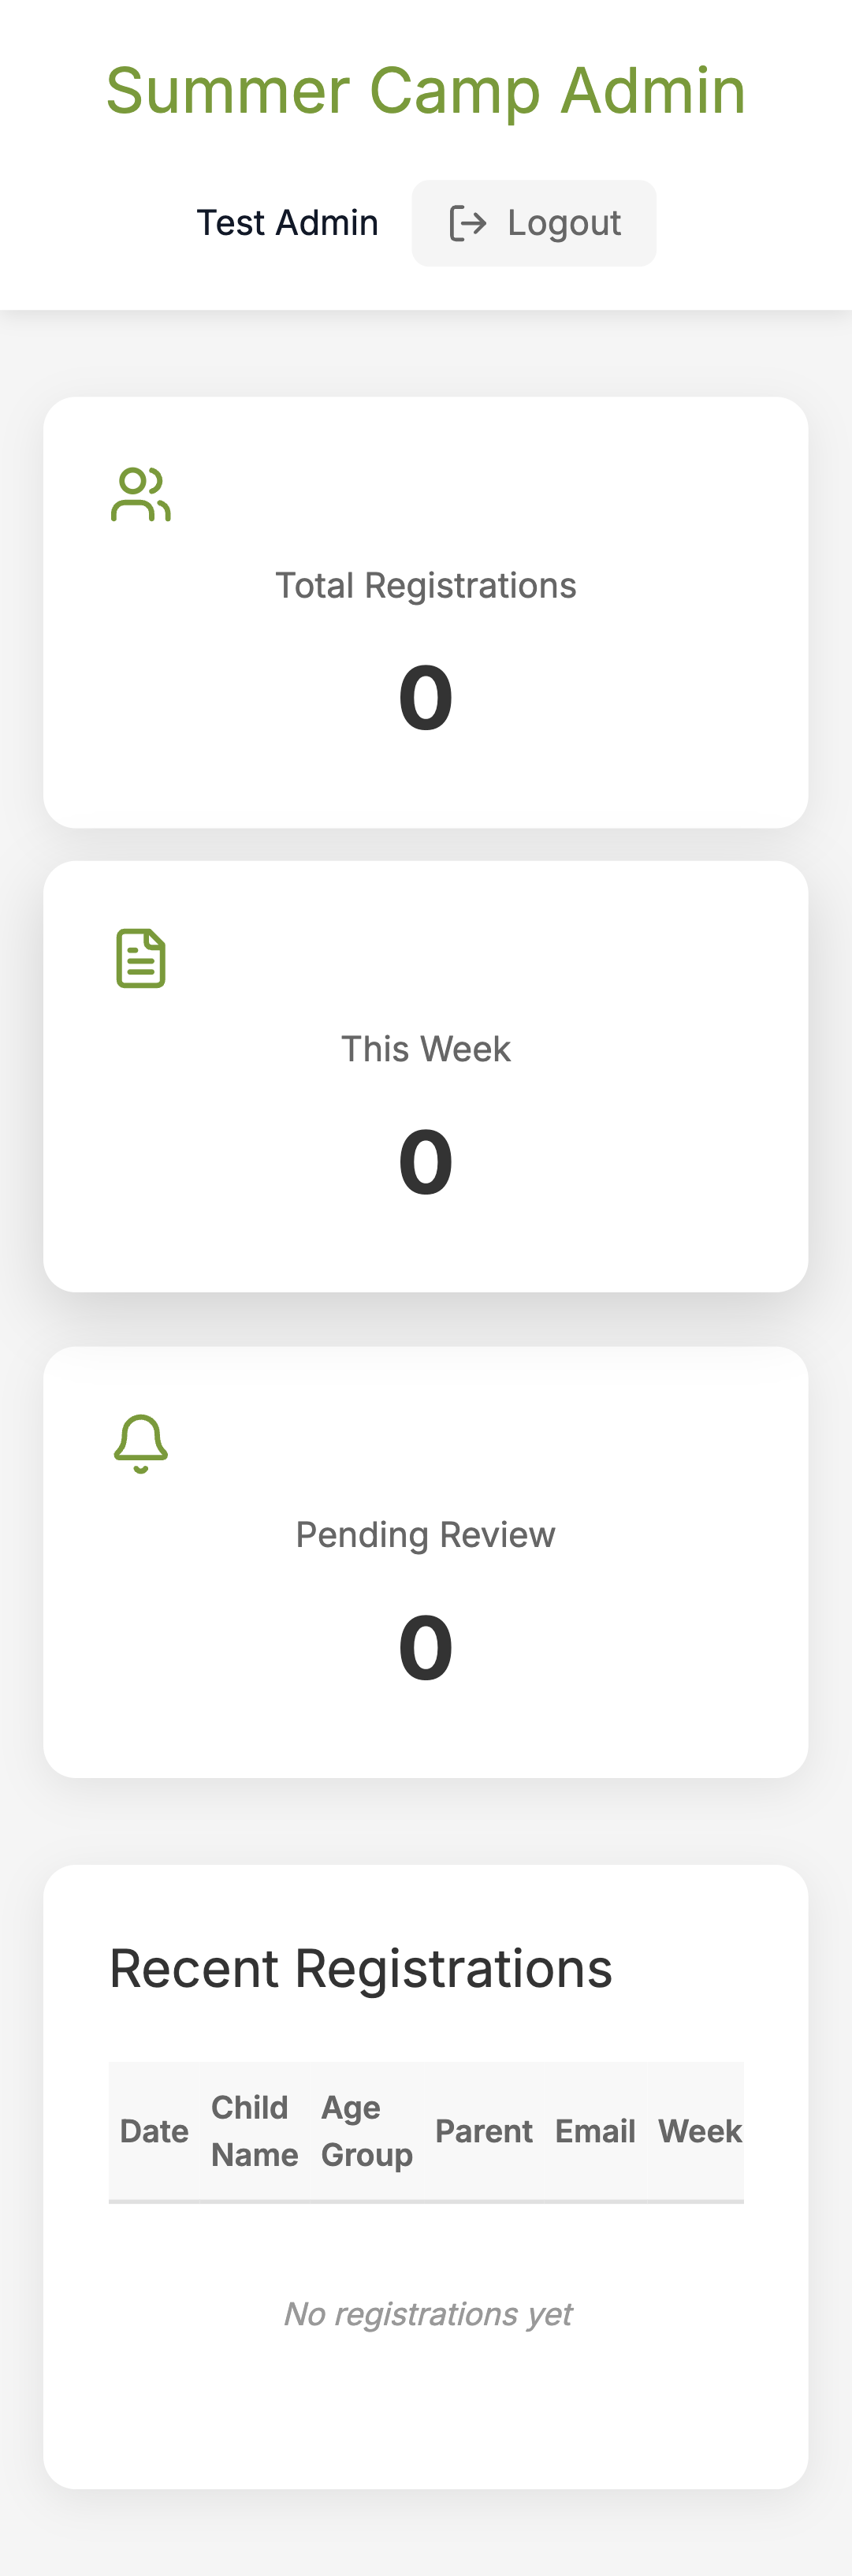 Summer Camp Admin
Test Admin
Logout
Total Registrations
0
This Week
0
Pending Review
0
Recent Registrations
Date
Child Name
Age Group
Parent
Email
Week
No registrations yet